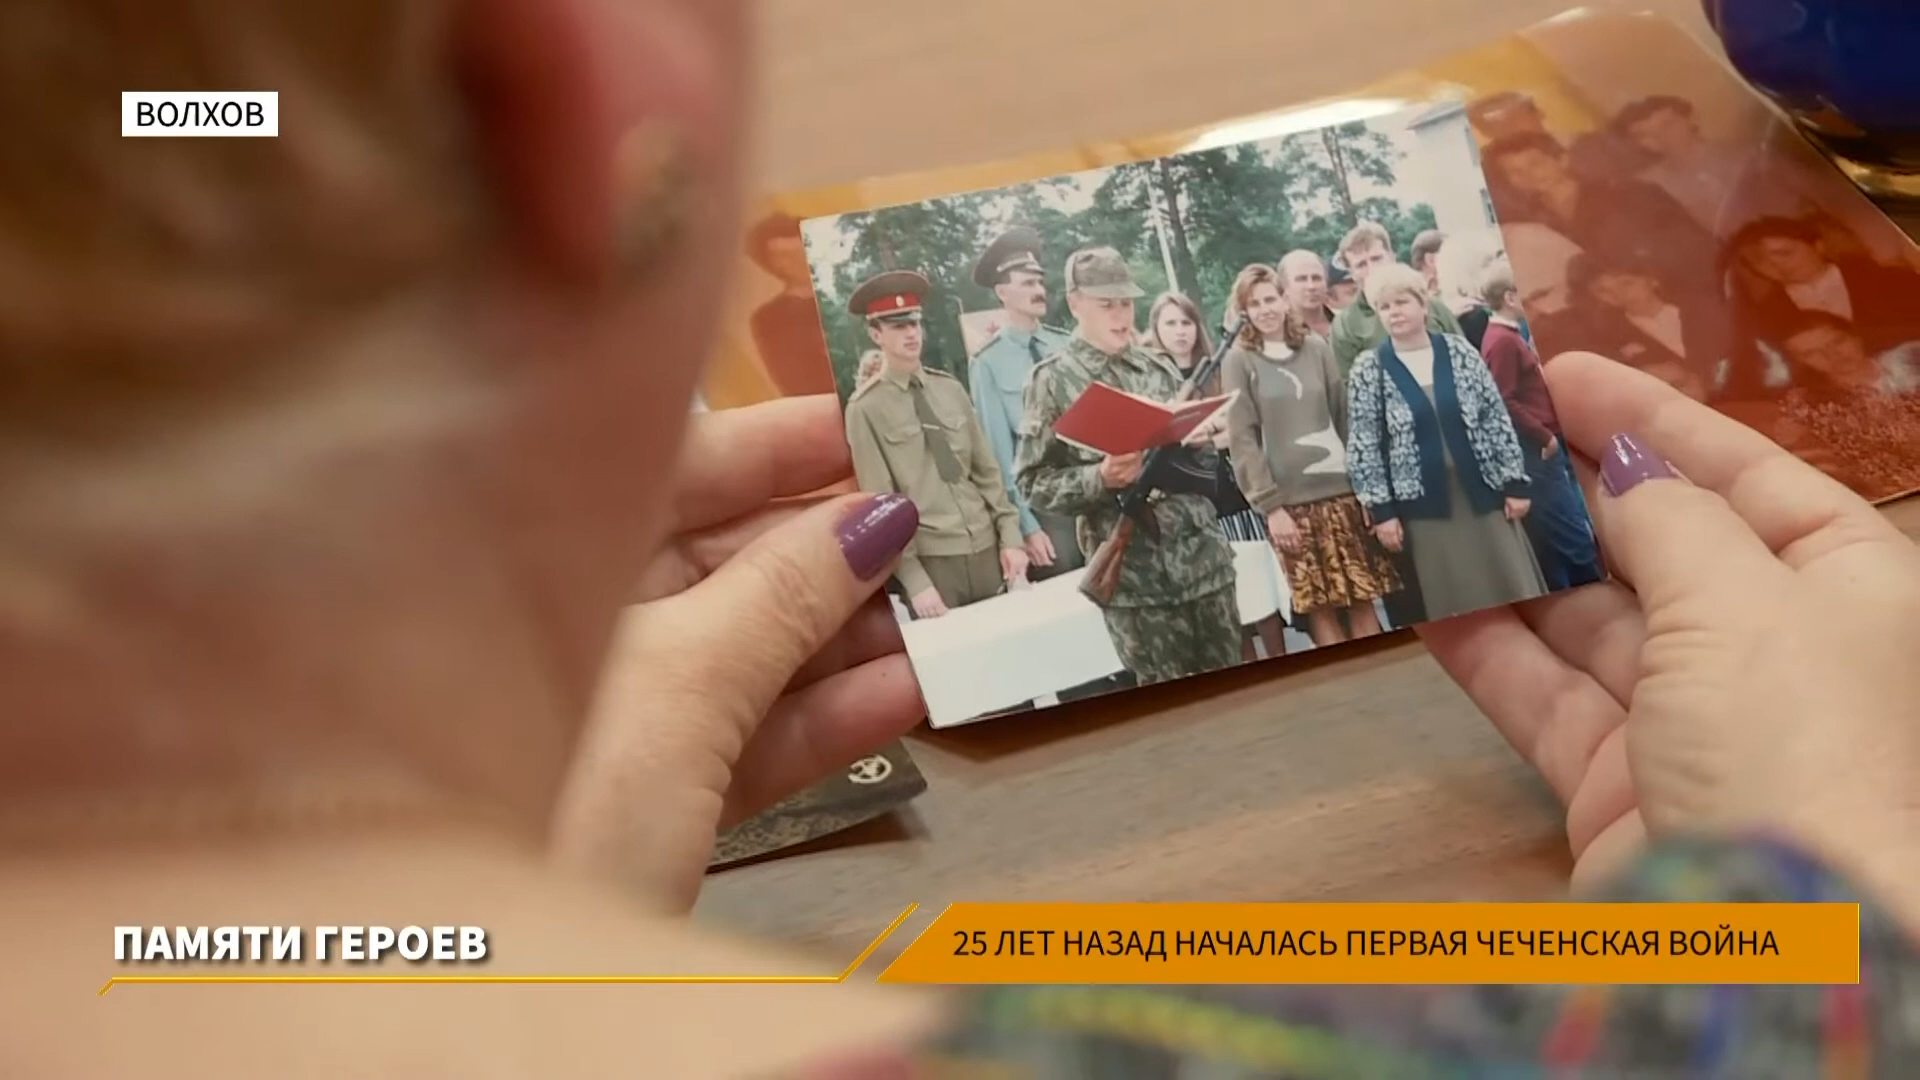 ВОЛХОВ
ПАМЯТИ ГЕРОЕВ
25 ЛЕТ НАЗАД НАЧАЛАСЬ ПЕРВАЯ ЧЕЧЕНСКАЯ ВОЙНА